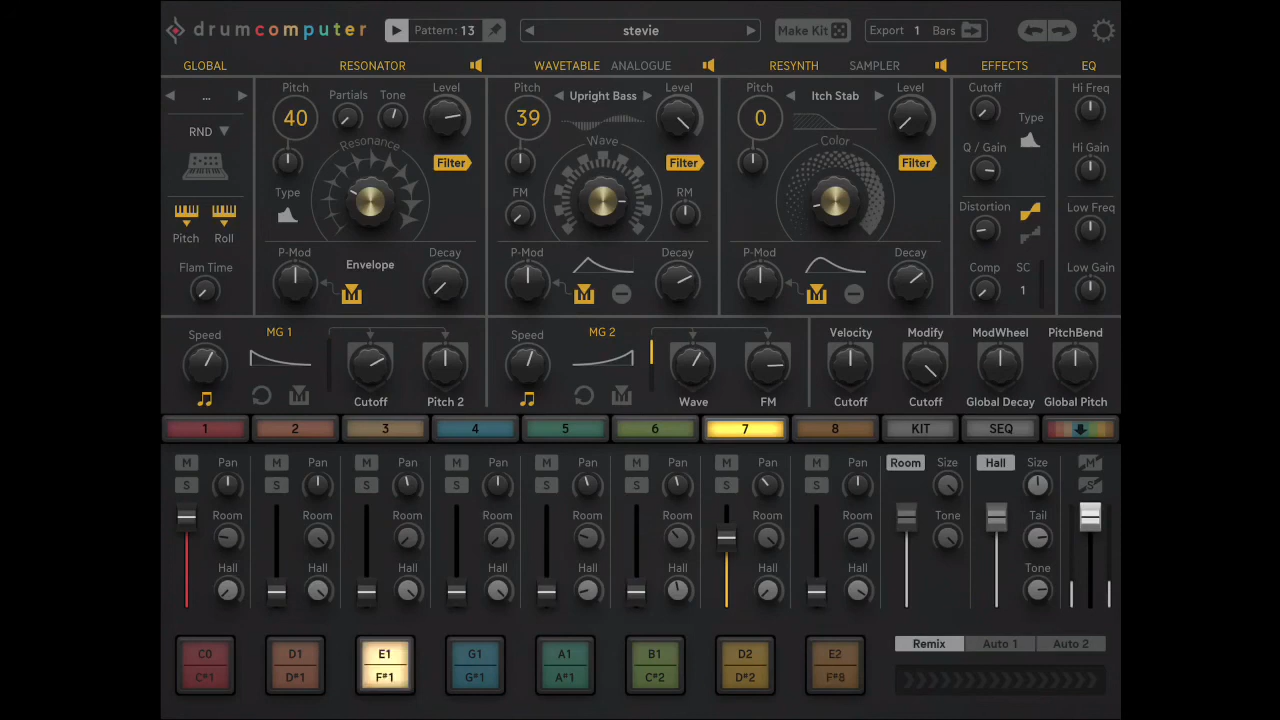 drumcomputer Pattern: 13 stevie Make Kit Export 1 Bars
GLOBAL RESONATOR WAVETABLE ANALOGUE RESYNTH SAMPLER EFFECTS EQ
... Pitch Partials Tone Level Pitch Upright Bass Level Pitch Itch Stab Level Cutoff Hi Freq
40 39 0 Type
RND Resonance Wave Color Q / Gain Hi Gain
Filter Filter Filter
Type FM RM Distortion Low Freq
Pitch Roll
Flam Time P-Mod Envelope Decay P-Mod Decay P-Mod Decay Comp SC Low Gain
1
Speed MG 1 Speed MG 2 Velocity Modify ModWheel PitchBend
Cutoff Pitch 2 Wave FM Cutoff Cutoff Global Decay Global Pitch
1 2 3 4 5 6 7 8 KIT SEQ
M Pan M Pan M Pan M Pan M Pan M Pan M Pan M Pan Room Size Hall Size M
S S S S S S S S S
Room Room Room Room Room Room Room Room Tone Tail
Hall Hall Hall Hall Hall Hall Hall Hall Tone
C0 D1 E1 G1 A1 B1 D2 E2 Remix Auto 1 Auto 2
C#1 D#1 F#1 G#1 A#1 C#2 D#2 F#8